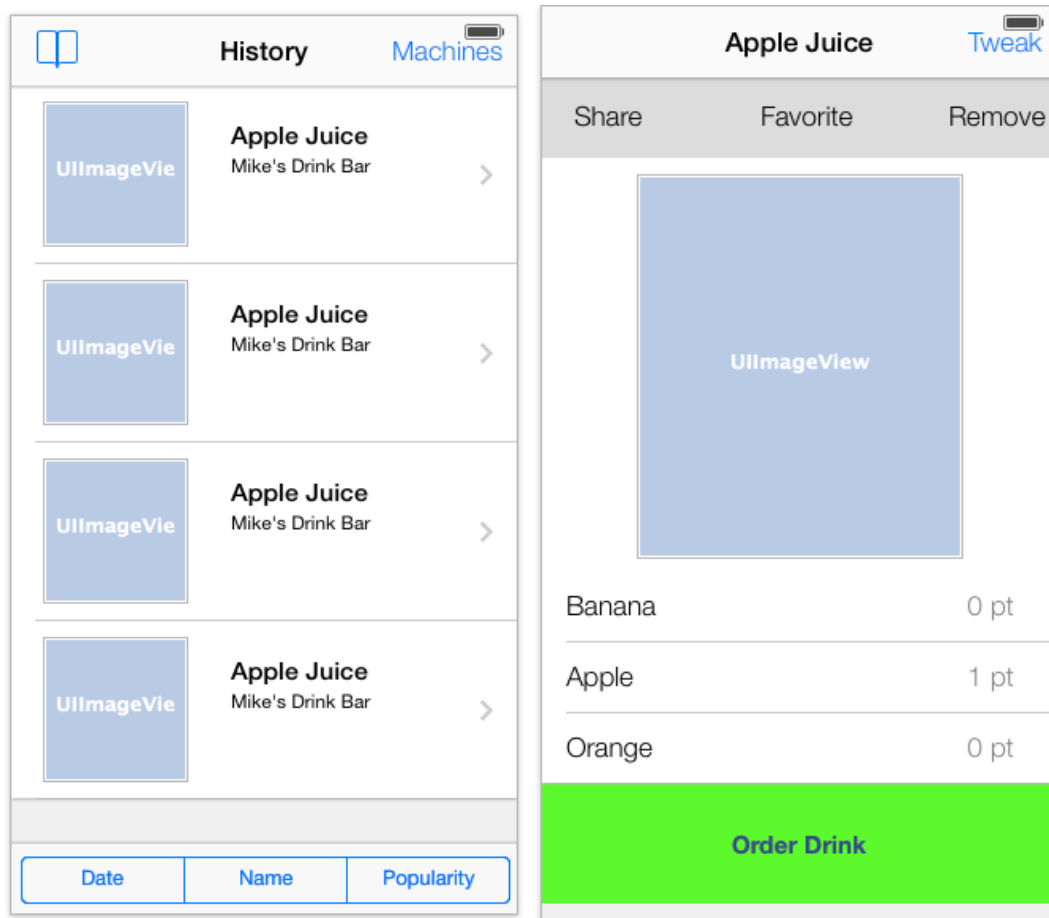 History
Machines
UIImageVie
Apple Juice
Mike's Drink Bar
UIImageVie
Apple Juice
Mike's Drink Bar
UIImageVie
Apple Juice
Mike's Drink Bar
UIImageVie
Apple Juice
Mike's Drink Bar
Date Name Popularity
Apple Juice
Tweak
Share Favorite Remove
UIImageView
Banana 0 pt
Apple 1 pt
Orange 0 pt
Order Drink